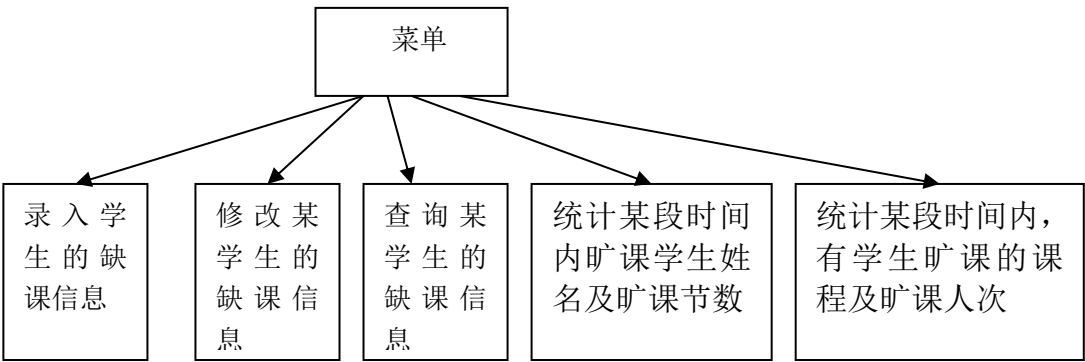 菜单
录入学
生的缺
课信息
修改某
学生的
缺课信
息
查询某
学生的
缺课信
息
统计某段时间
内旷课学生姓
名及旷课节数
统计某段时间内，
有学生旷课的课
程及旷课人次